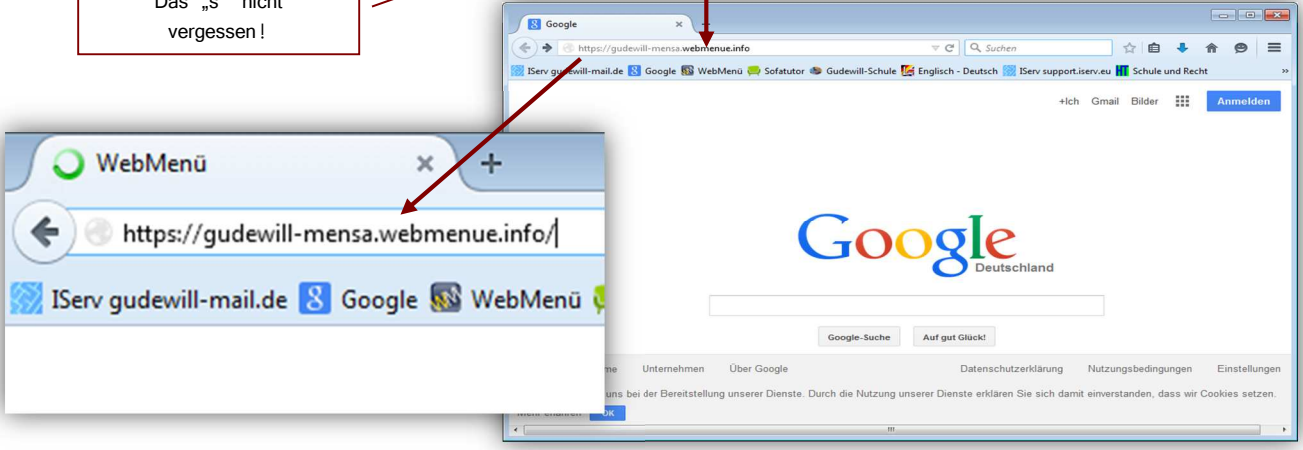 Das „s“ nicht
vergessen!
Google
https://gudewill-mensa.webmenue.info
Suchen
IServ gudewill-mail.de Google WebMenü Sofatutor Gudewill-Schule Englisch - Deutsch IServ support.iserv.eu Schule und Recht
+Ich Gmail Bilder Anmelden
WebMenü
https://gudewill-mensa.webmenue.info/
IServ gudewill-mail.de Google WebMenü
Google
Deutschland
Google-Suche Auf gut Glück!
Unternehmen Über Google Datenschutzerklärung Nutzungsbedingungen Einstellungen
uns bei der Bereitstellung unserer Dienste. Durch die Nutzung unserer Dienste erklären Sie sich damit einverstanden, dass wir Cookies setzen.
Mehr erfahren OK